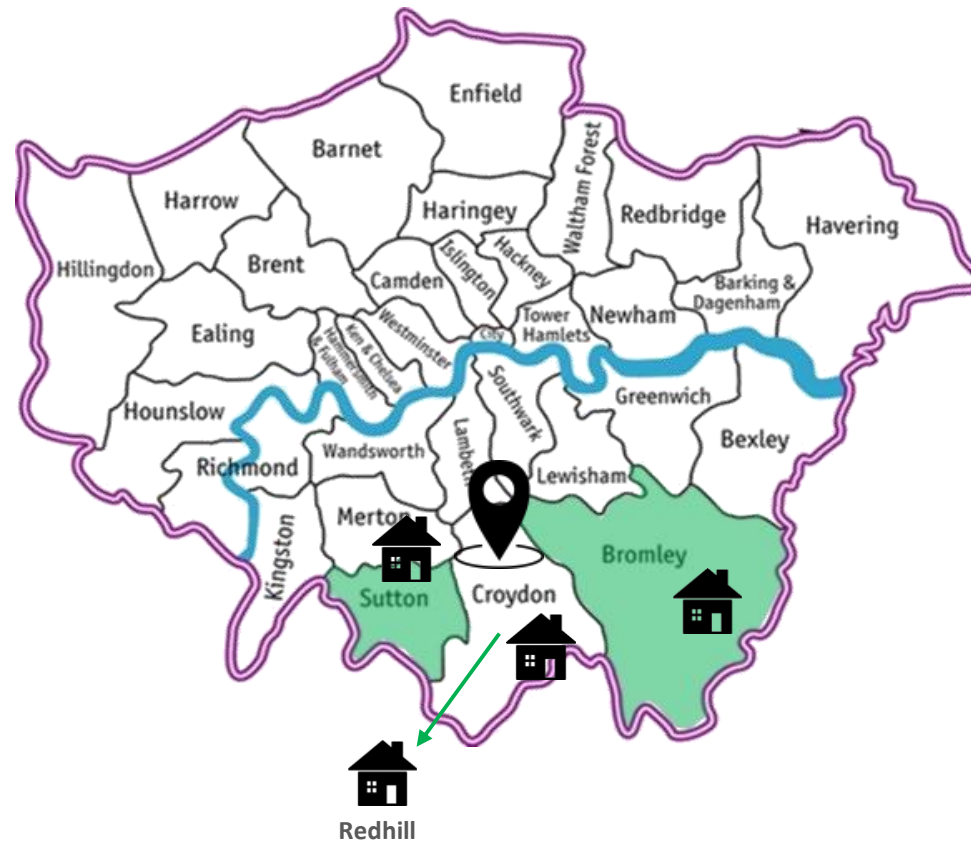 Enfield
Barnet
Harrow
Haringey
Waltham Forest
Redbridge
Havering
Hillingdon
Brent
Camden
Islington
Hackney
Barking &
Dagenham
Ealing
Hammersmith
& Fulham
Ken & Chelsea
Westminster
City
Tower
Hamlets
Newham
Hounslow
Southwark
Greenwich
Richmond
Wandsworth
Lambeth
Lewisham
Bexley
Kingston
Merton
Sutton
Croydon
Bromley
Redhill